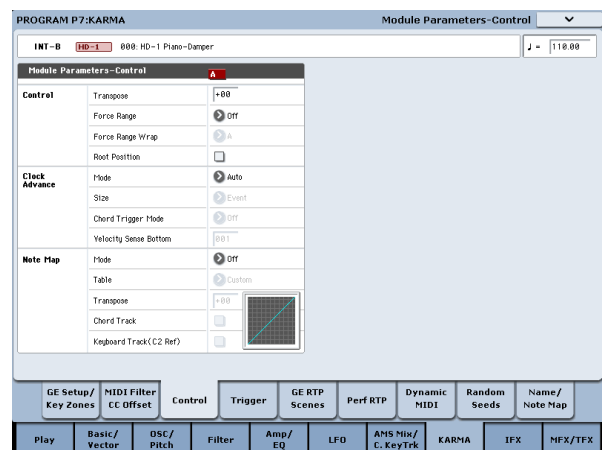 PROGRAM P7:KARMA Module Parameters-Control
INT-B HD-1 000: HD-1 Piano-Damper ♩= 110.00
Module Parameters-Control A
Control Transpose +00
Force Range Off
Force Range Wrap A
Root Position
Clock Advance Mode Auto
Size Event
Chord Trigger Mode Off
Velocity Sense Bottom 001
Note Map Mode Off
Table Custom
Transpose +00
Chord Track
Keyboard Track(C2 Ref)
GE Setup/ Key Zones MIDI Filter CC Offset Control Trigger GE RTP Scenes Perf RTP Dynamic MIDI Random Seeds Name/ Note Map
Play Basic/ Vector OSC/ Pitch Filter Amp/ EQ LFO AMS Mix/ C. KeyTrk KARMA IFX MFX/TFX